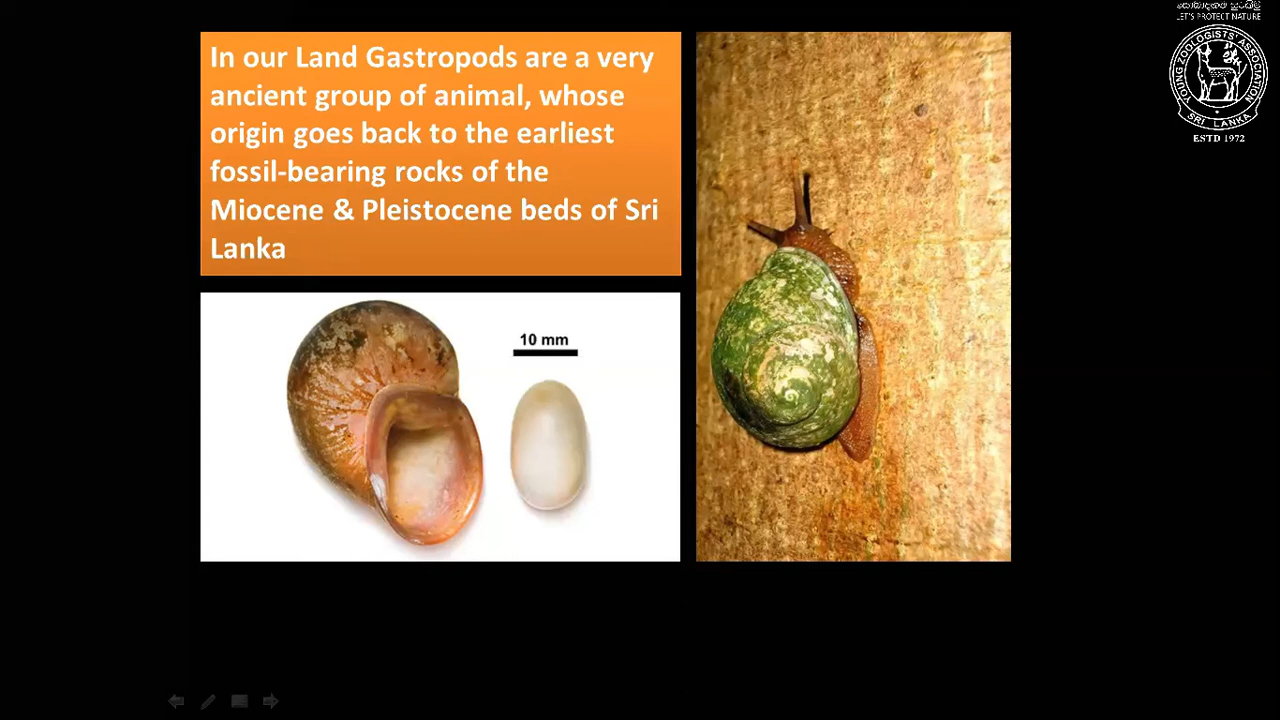 In our Land Gastropods are a very
ancient group of animal, whose
origin goes back to the earliest
fossil-bearing rocks of the
Miocene & Pleistocene beds of Sri
Lanka
10 mm
LET'S PROTECT NATURE
YOUNG ZOOLOGISTS' ASSOCIATION
SRI LANKA
ESTD 1972